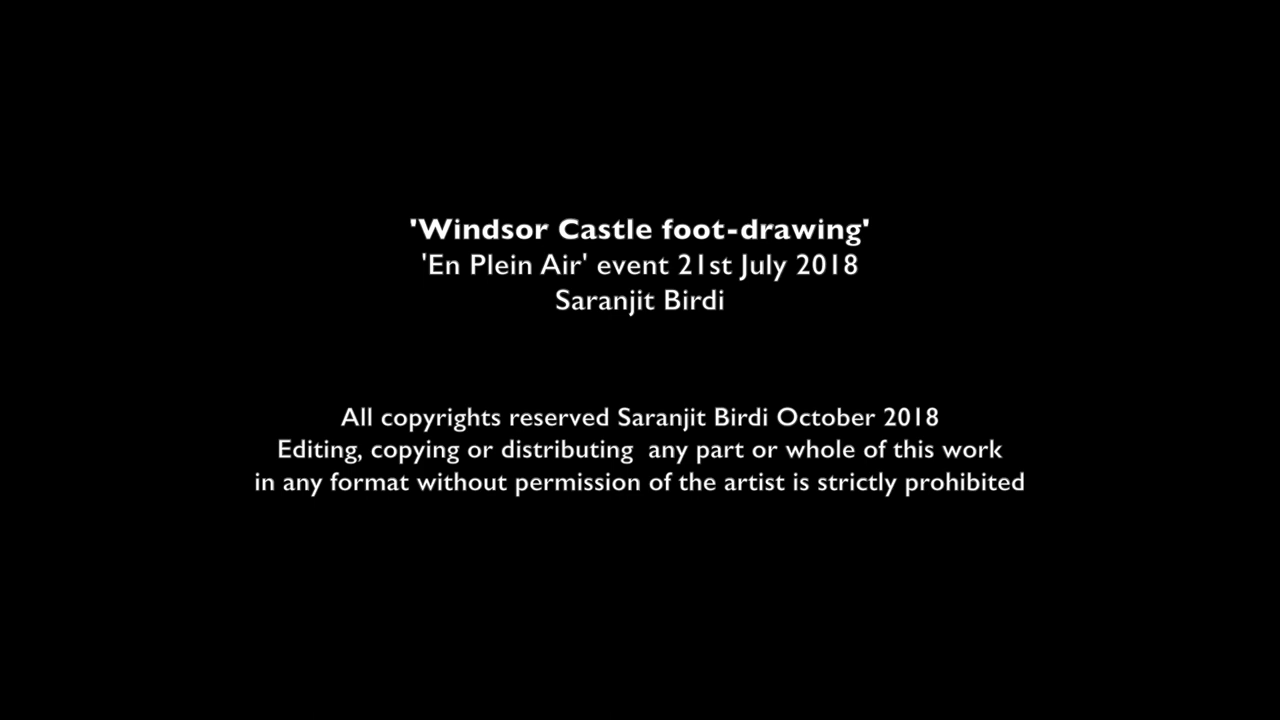 'Windsor Castle foot-drawing'
'En Plein Air' event 21st July 2018
Saranjit Birdi
All copyrights reserved Saranjit Birdi October 2018
Editing, copying or distributing  any part or whole of this work
in any format without permission of the artist is strictly prohibited